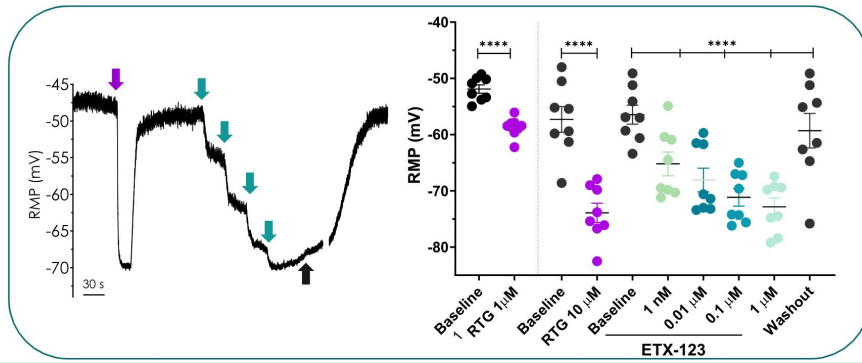 RMP (mV)
-45
-50
-55
-60
-65
-70
30 s
RMP (mV)
-40
-50
-60
-70
-80
****
****
****
Baseline 1
RTG 1µM
Baseline
RTG 10 µM
Baseline
1 nM
0.01 µM
0.1 µM
1 µM
Washout
ETX-123